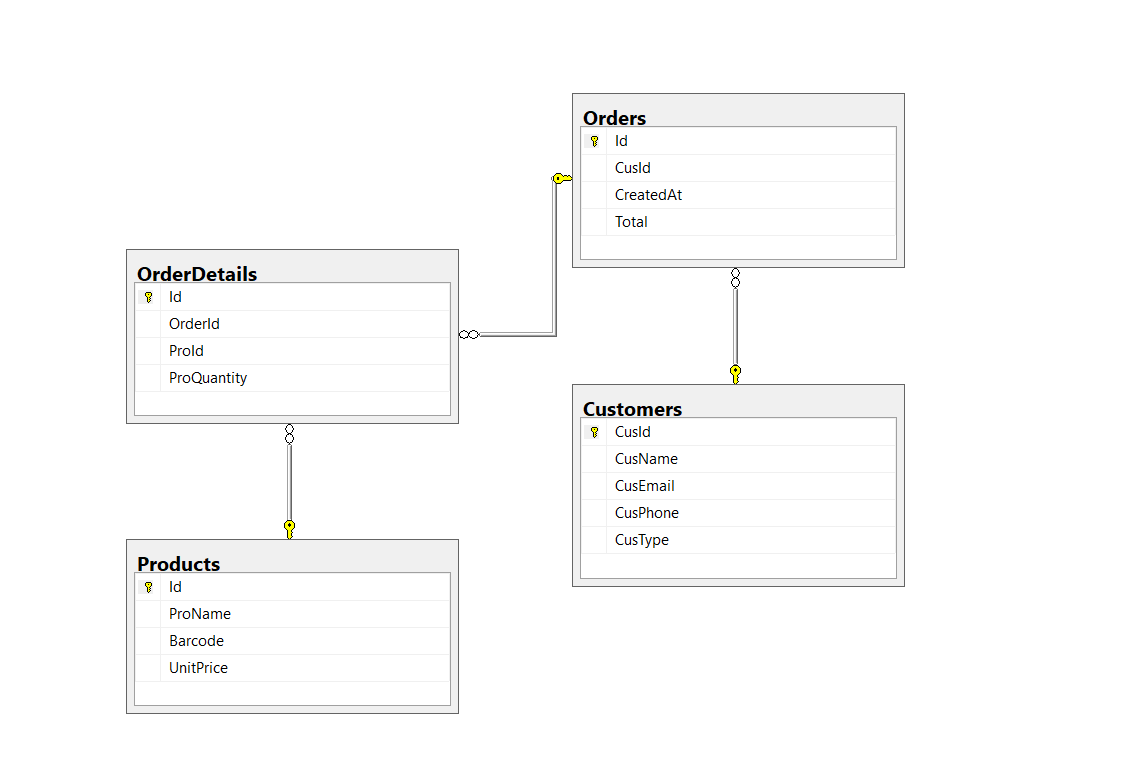 Orders
Id
CusId
CreatedAt
Total
OrderDetails
Id
OrderId
ProId
ProQuantity
Customers
CusId
CusName
CusEmail
CusPhone
CusType
Products
Id
ProName
Barcode
UnitPrice